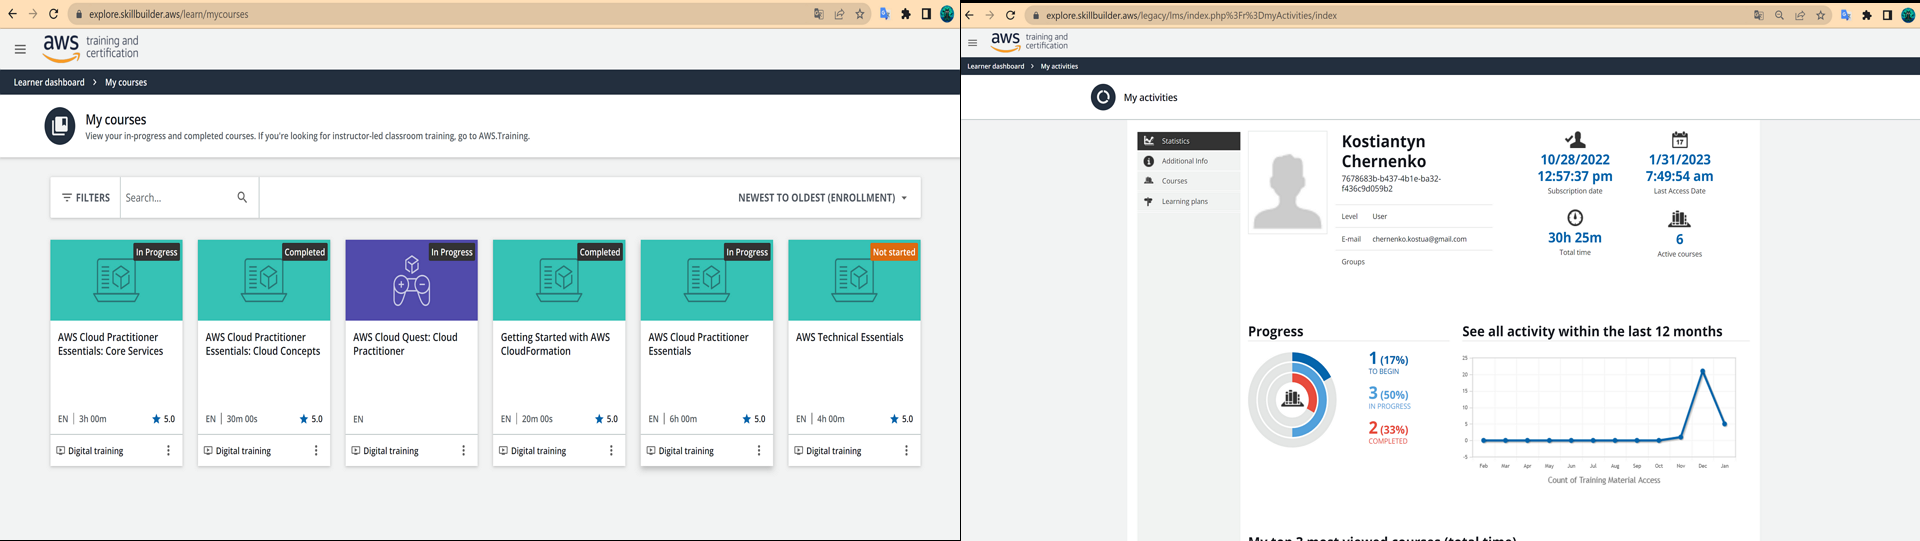 explore.skillbuilder.aws/learn/mycourses
aws training and certification
Learner dashboard > My courses
My courses
View your in-progress and completed courses. If you're looking for instructor-led classroom training, go to AWS.Training.
FILTERS
Search...
NEWEST TO OLDEST (ENROLLMENT)
In Progress
AWS Cloud Practitioner
Essentials: Core Services
EN | 3h 00m
5.0
Digital training
Completed
AWS Cloud Practitioner
Essentials: Cloud Concepts
EN | 30m 00s
5.0
Digital training
In Progress
AWS Cloud Quest: Cloud
Practitioner
EN
Digital training
Completed
Getting Started with AWS
CloudFormation
EN | 20m 00s
5.0
Digital training
In Progress
AWS Cloud Practitioner
Essentials
EN | 6h 00m
5.0
Digital training
Not started
AWS Technical Essentials
EN | 4h 00m
5.0
Digital training
explore.skillbuilder.aws/legacy/lms/index.php%3Fr%3DmyActivities/index
aws training and certification
Learner dashboard > My activities
My activities
Statistics
Additional Info
Courses
Learning plans
Kostiantyn
Chernenko
7678683b-b437-4b1e-ba32-
f436c9d059b2
Level User
E-mail chernenko.kostua@gmail.com
Groups
10/28/2022
12:57:37 pm
Subscription date
17
1/31/2023
7:49:54 am
Last Access Date
30h 25m
Total time
6
Active courses
Progress
1 (17%)
TO BEGIN
3 (50%)
IN PROGRESS
2 (33%)
COMPLETED
See all activity within the last 12 months
25
20
15
10
5
0
-5
Feb Mar Apr May Jun Jul Aug Sep Oct Nov Dec Jan
Count of Training Material Access
My top 3 most viewed courses (total time)